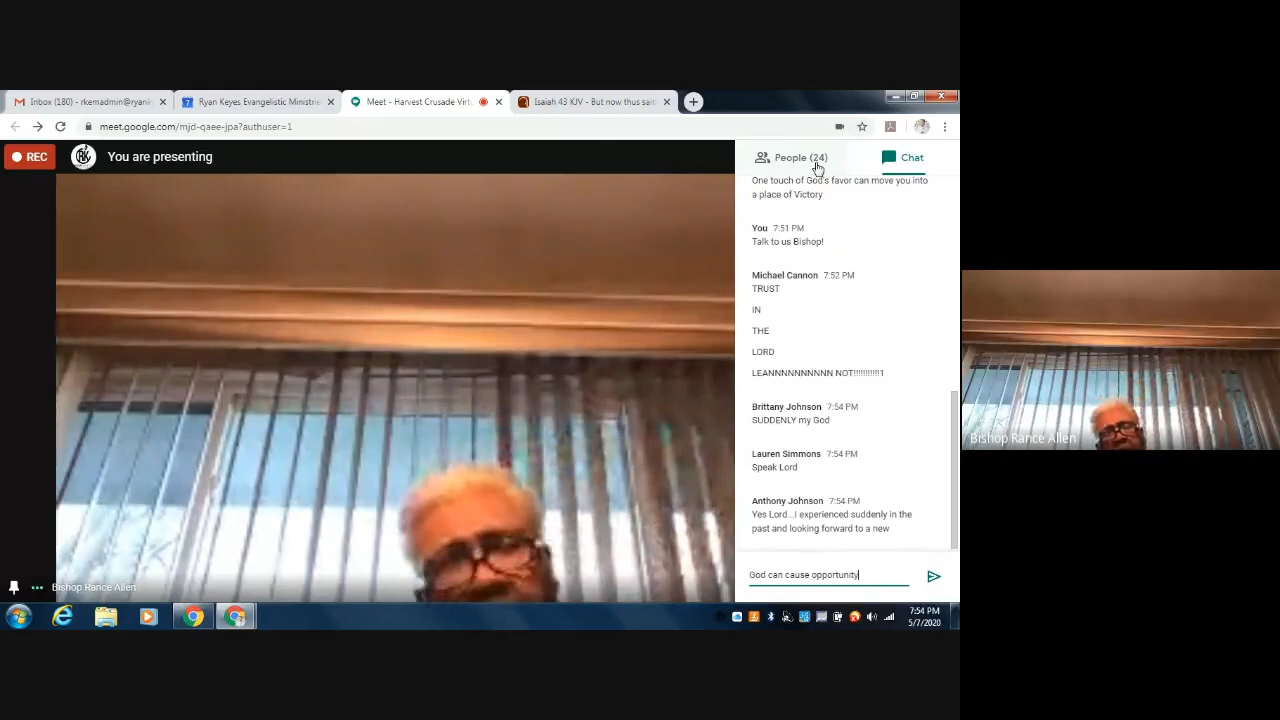 Inbox (180) - rkemadmin@ryank
Ryan Keyes Evangelistic Ministrie
Meet - Harvest Crusade Virtu
Isaiah 43 KJV - But now thus sait
meet.google.com/mjd-qaee-jpa?authuser=1
REC
RK
You are presenting
People (24)
Chat
One touch of God's favor can move you into
a place of Victory
You 7:51 PM
Talk to us Bishop!
Michael Cannon 7:52 PM
TRUST
IN
THE
LORD
LEANNNNNNNNN NOT!!!!!!!!!!!1
Brittany Johnson 7:54 PM
SUDDENLY my God
Lauren Simmons 7:54 PM
Speak Lord
Anthony Johnson 7:54 PM
Yes Lord...I experienced suddenly in the
past and looking forward to a new
God can cause opportunity
Bishop Rance Allen
7:54 PM
5/7/2020
Bishop Rance Allen